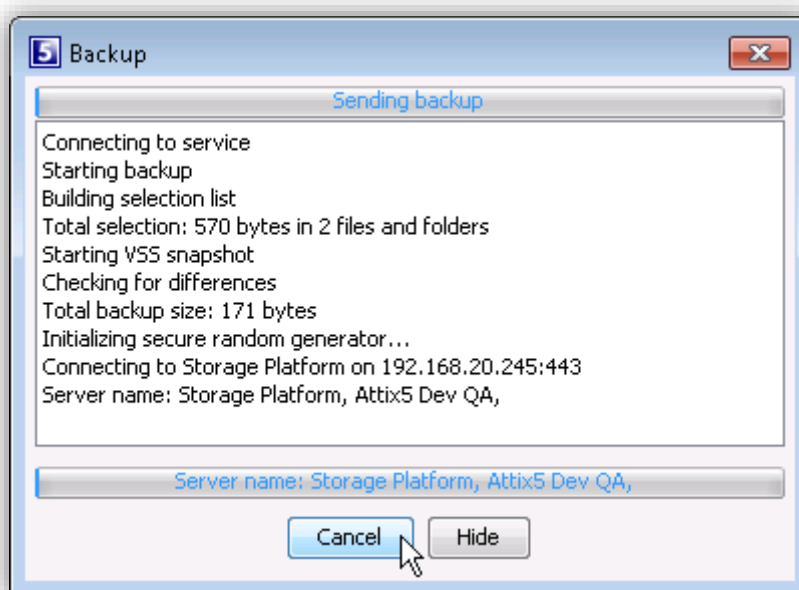 5 Backup
Sending backup
Connecting to service
Starting backup
Building selection list
Total selection: 570 bytes in 2 files and folders
Starting VSS snapshot
Checking for differences
Total backup size: 171 bytes
Initializing secure random generator...
Connecting to Storage Platform on 192.168.20.245:443
Server name: Storage Platform, Attix5 Dev QA,
Server name: Storage Platform, Attix5 Dev QA,
Cancel Hide